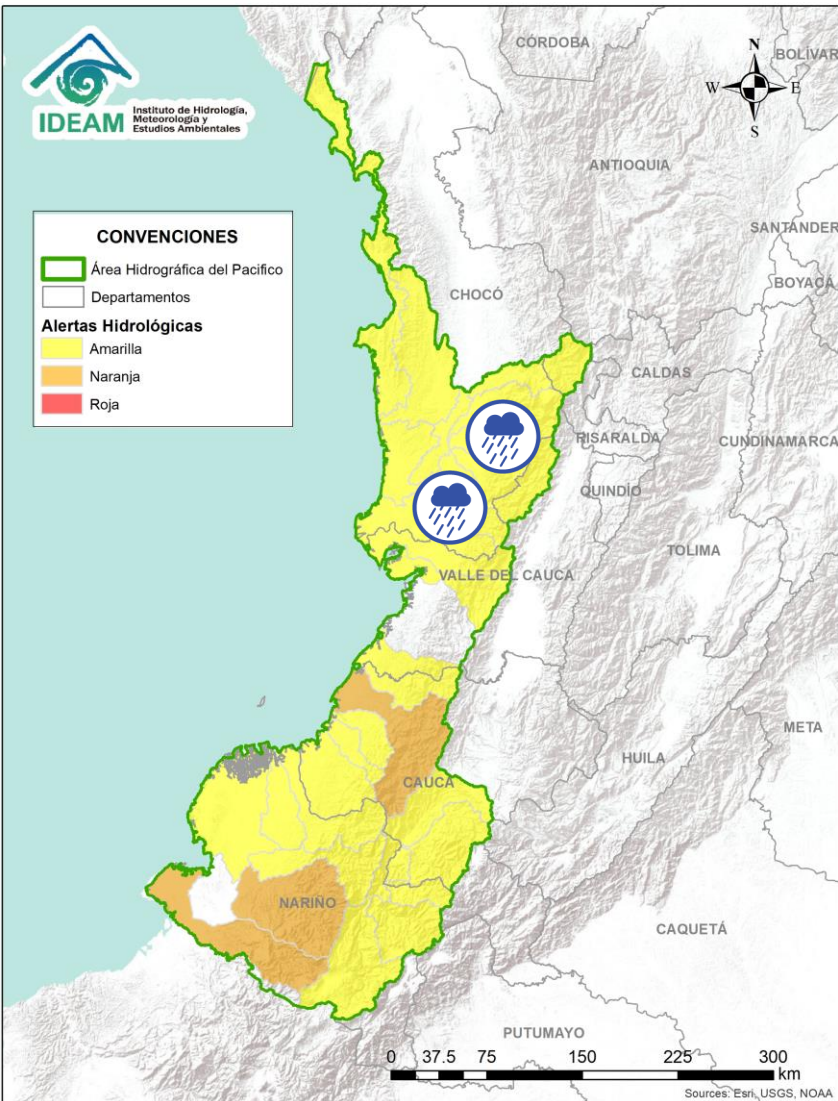 IDEAM
Instituto de Hidrología,
Meteorología y
Estudios Ambientales
N
W
E
S
CÓRDOBA
BOLÍVAR
ANTIOQUIA
SANTANDER
BOYACÁ
CONVENCIONES
Área Hidrográfica del Pacifico
Departamentos
Alertas Hidrológicas
Amarilla
Naranja
Roja
CHOCÓ
CALDAS
RISARALDA
CUNDINAMARCA
QUINDÍO
TOLIMA
VALLE DEL CAUCA
META
HUILA
CAUCA
NARIÑO
CAQUETÁ
PUTUMAYO
0 37.5 75 150 225 300
km
Sources: Esri, USGS, NOAA